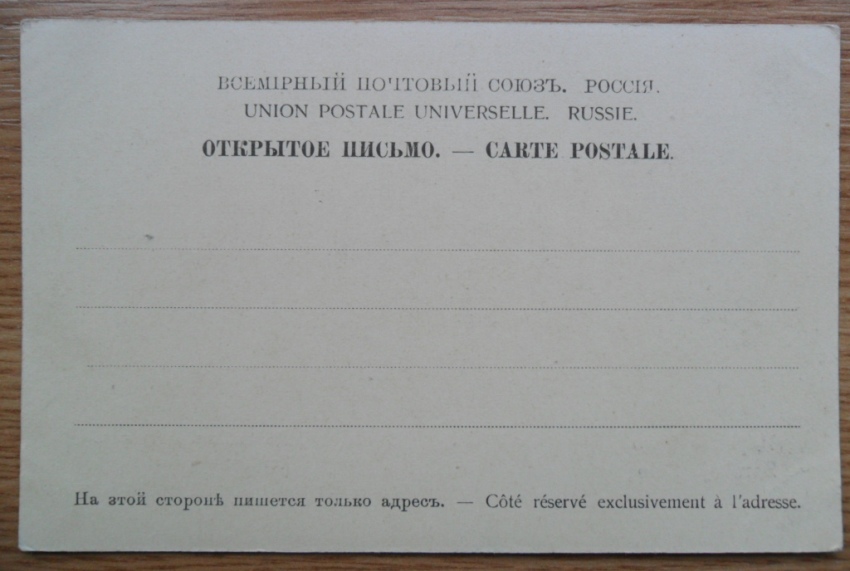 ВСЕМІРНЫЙ ПОЧТОВЫЙ СОЮЗЪ. РОССІЯ.
UNION POSTALE UNIVERSELLE. RUSSIE.
ОТКРЫТОЕ ПИСЬМО. — CARTE POSTALE.
На этой сторонѣ пишется только адресъ. — Côté réservé exclusivement à l'adresse.